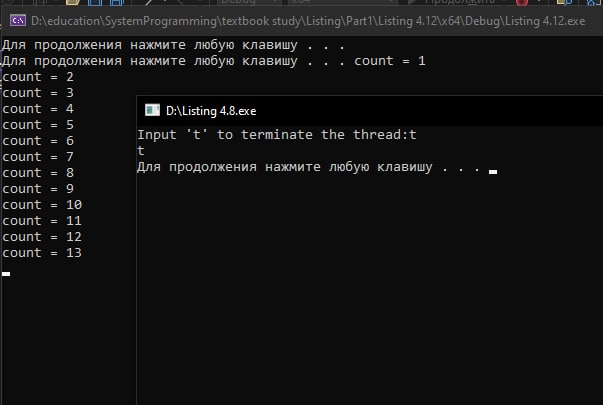 D:\education\SystemProgramming\textbook study\Listing\Part1\Listing 4.12\x64\Debug\Listing 4.12.exe
Для продолжения нажмите любую клавишу . . .
Для продолжения нажмите любую клавишу . . . count = 1
count = 2
count = 3
count = 4
count = 5
count = 6
count = 7
count = 8
count = 9
count = 10
count = 11
count = 12
count = 13
D:\Listing 4.8.exe
Input 't' to terminate the thread:t
t
Для продолжения нажмите любую клавишу . . .